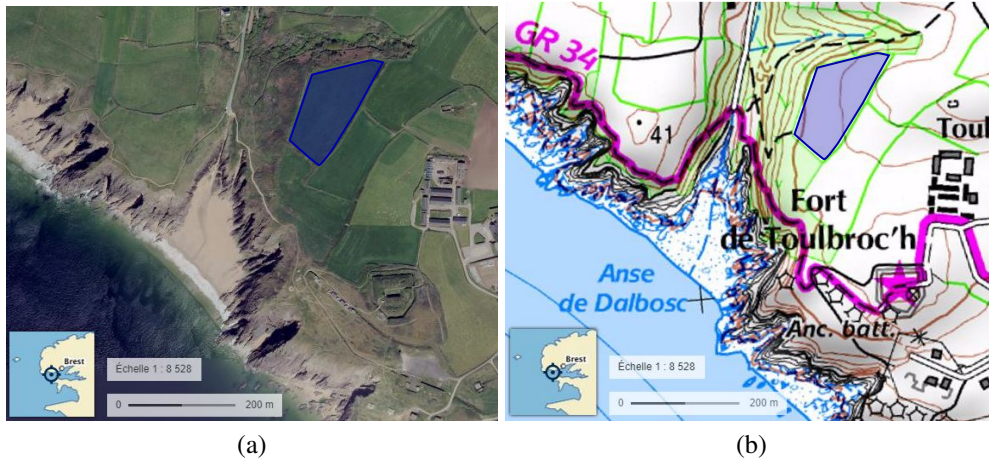 Brest
Échelle 1 : 8 528
0 200 m
(a)
GR 34
41
Toul
Fort
de Toulbroc'h
Anse
de Dalbosc
Anc. batt.
Brest
Échelle 1 : 8 528
0 200 m
(b)